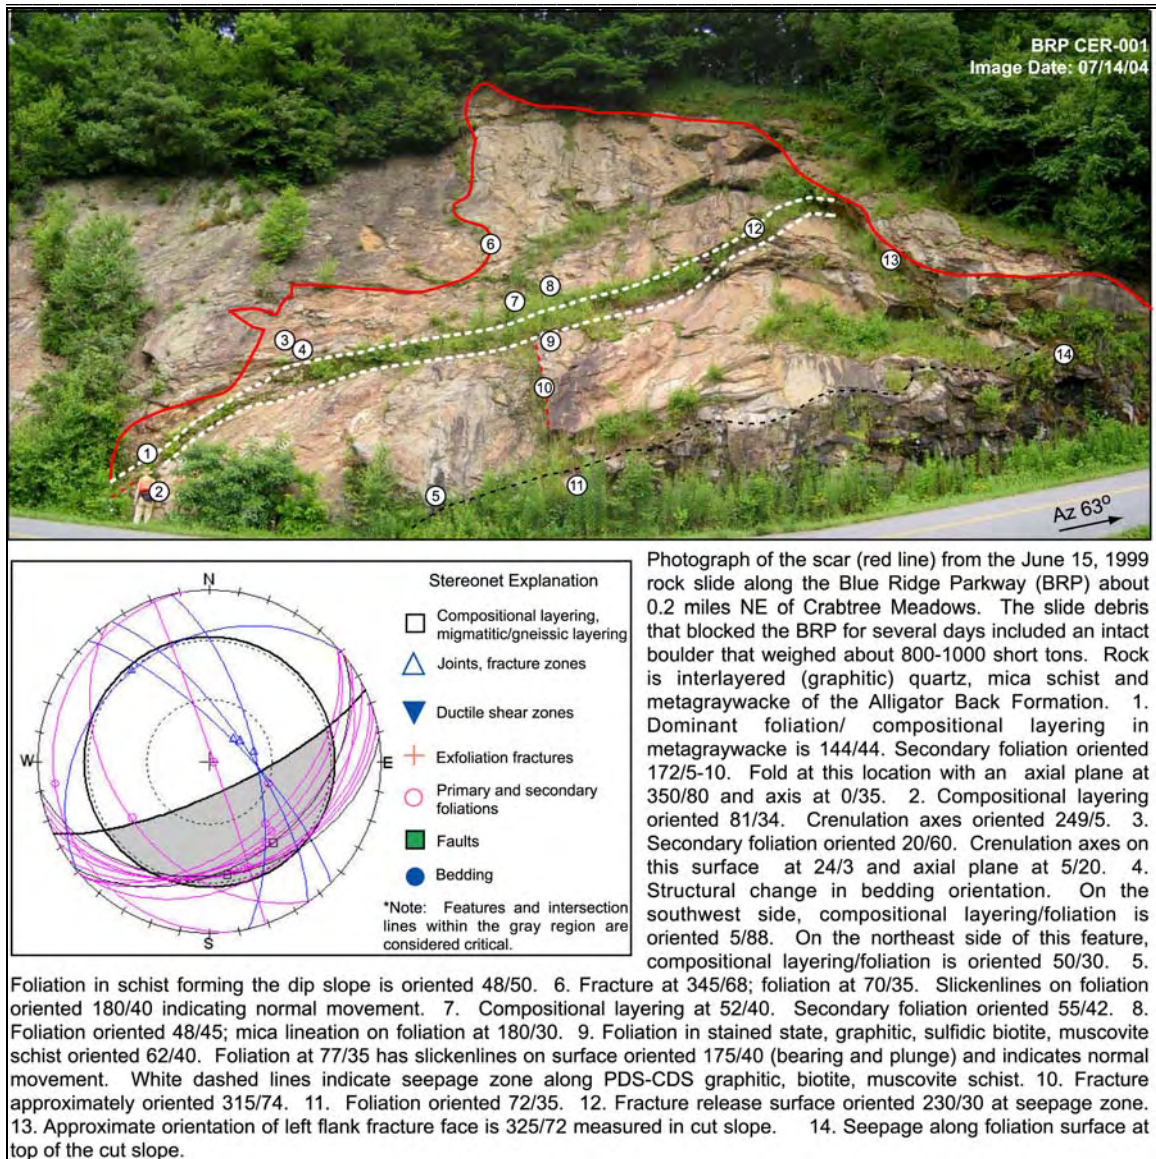 BRP CER-001
Image Date: 07/14/04
6
12
13
8
7
3
4
9
14
10
1
2
5
11
Az 63º
N
W
E
S
Stereonet Explanation
Compositional layering,
migmatitic/gneissic layering
Joints, fracture zones
Ductile shear zones
Exfoliation fractures
Primary and secondary
foliations
Faults
Bedding
*Note: Features and intersection
lines within the gray region are
considered critical.
Photograph of the scar (red line) from the June 15, 1999
rock slide along the Blue Ridge Parkway (BRP) about
0.2 miles NE of Crabtree Meadows. The slide debris
that blocked the BRP for several days included an intact
boulder that weighed about 800-1000 short tons. Rock
is interlayered (graphitic) quartz, mica schist and
metagraywacke of the Alligator Back Formation. 1.
Dominant foliation/ compositional layering in
metagraywacke is 144/44. Secondary foliation oriented
172/5-10. Fold at this location with an axial plane at
350/80 and axis at 0/35. 2. Compositional layering
oriented 81/34. Crenulation axes oriented 249/5. 3.
Secondary foliation oriented 20/60. Crenulation axes on
this surface at 24/3 and axial plane at 5/20. 4.
Structural change in bedding orientation. On the
southwest side, compositional layering/foliation is
oriented 5/88. On the northeast side of this feature,
compositional layering/foliation is oriented 50/30. 5.
Foliation in schist forming the dip slope is oriented 48/50. 6. Fracture at 345/68; foliation at 70/35. Slickenlines on foliation
oriented 180/40 indicating normal movement. 7. Compositional layering at 52/40. Secondary foliation oriented 55/42. 8.
Foliation oriented 48/45; mica lineation on foliation at 180/30. 9. Foliation in stained state, graphitic, sulfidic biotite, muscovite
schist oriented 62/40. Foliation at 77/35 has slickenlines on surface oriented 175/40 (bearing and plunge) and indicates normal
movement. White dashed lines indicate seepage zone along PDS-CDS graphitic, biotite, muscovite schist. 10. Fracture
approximately oriented 315/74. 11. Foliation oriented 72/35. 12. Fracture release surface oriented 230/30 at seepage zone.
13. Approximate orientation of left flank fracture face is 325/72 measured in cut slope. 14. Seepage along foliation surface at
top of the cut slope.